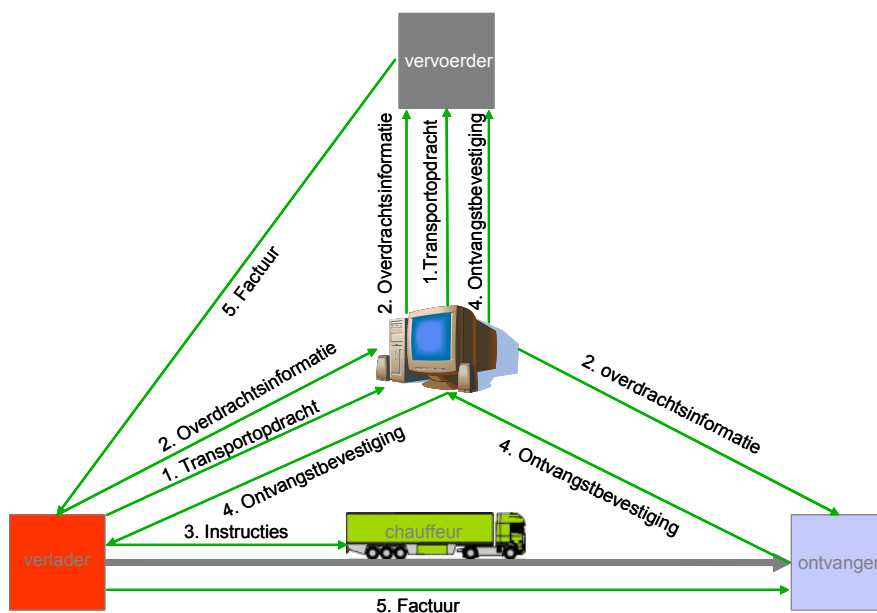 vervoerder
2. Overdrachtsinformatie
1.Transportopdracht
4. Ontvangstbevestiging
5. Factuur
2. Overdrachtsinformatie
1. Transportopdracht
4. Ontvangstbevestiging
2. overdrachtsinformatie
4. Ontvangstbevestiging
3. Instructies
chauffeur
verlader
ontvanger
5. Factuur